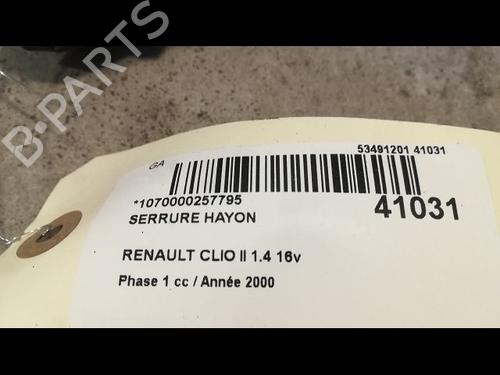 B-PARTS
GA
53491201 41031
*1070000257795
41031
SERRURE HAYON
RENAULT CLIO II 1.4 16v
Phase 1 cc / Année 2000